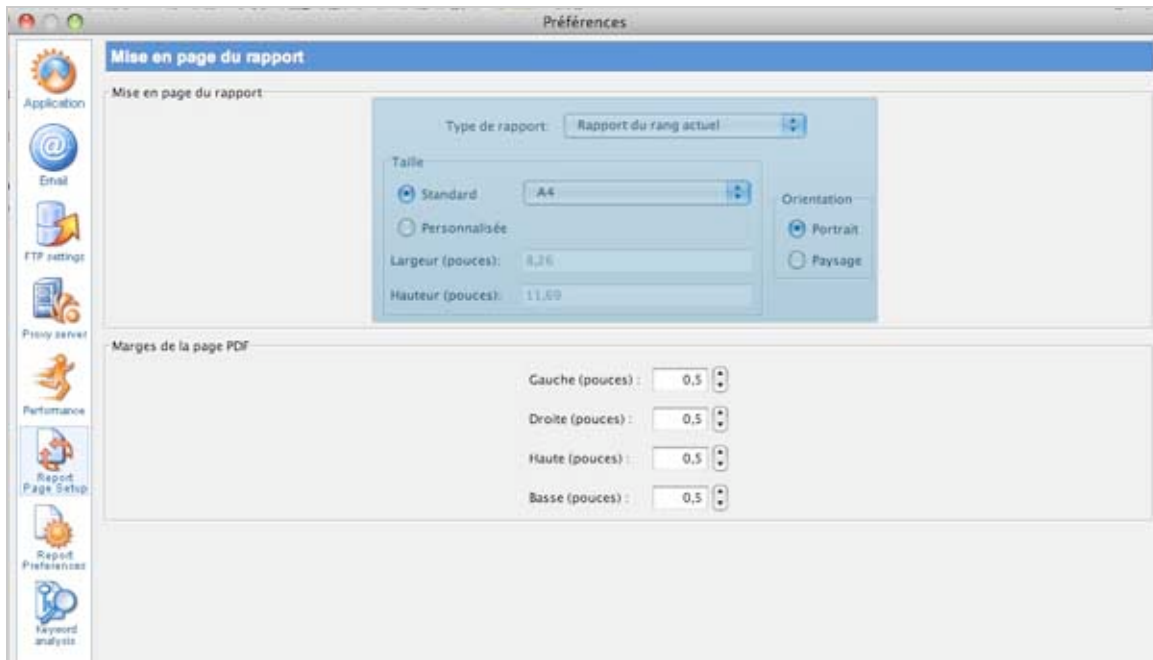 Préférences
Application
Email
FTP settings
Proxy server
Performance
Report
Page Setup
Report
Preferences
Keyword
analysis
Mise en page du rapport
Mise en page du rapport
Type de rapport: Rapport du rang actuel
Taille
Standard A4
Personnalisée
Largeur (pouces): 8,26
Hauteur (pouces): 11,69
Orientation
Portrait
Paysage
Marges de la page PDF
Gauche (pouces) : 0,5
Droite (pouces) : 0,5
Haute (pouces) : 0,5
Basse (pouces) : 0,5